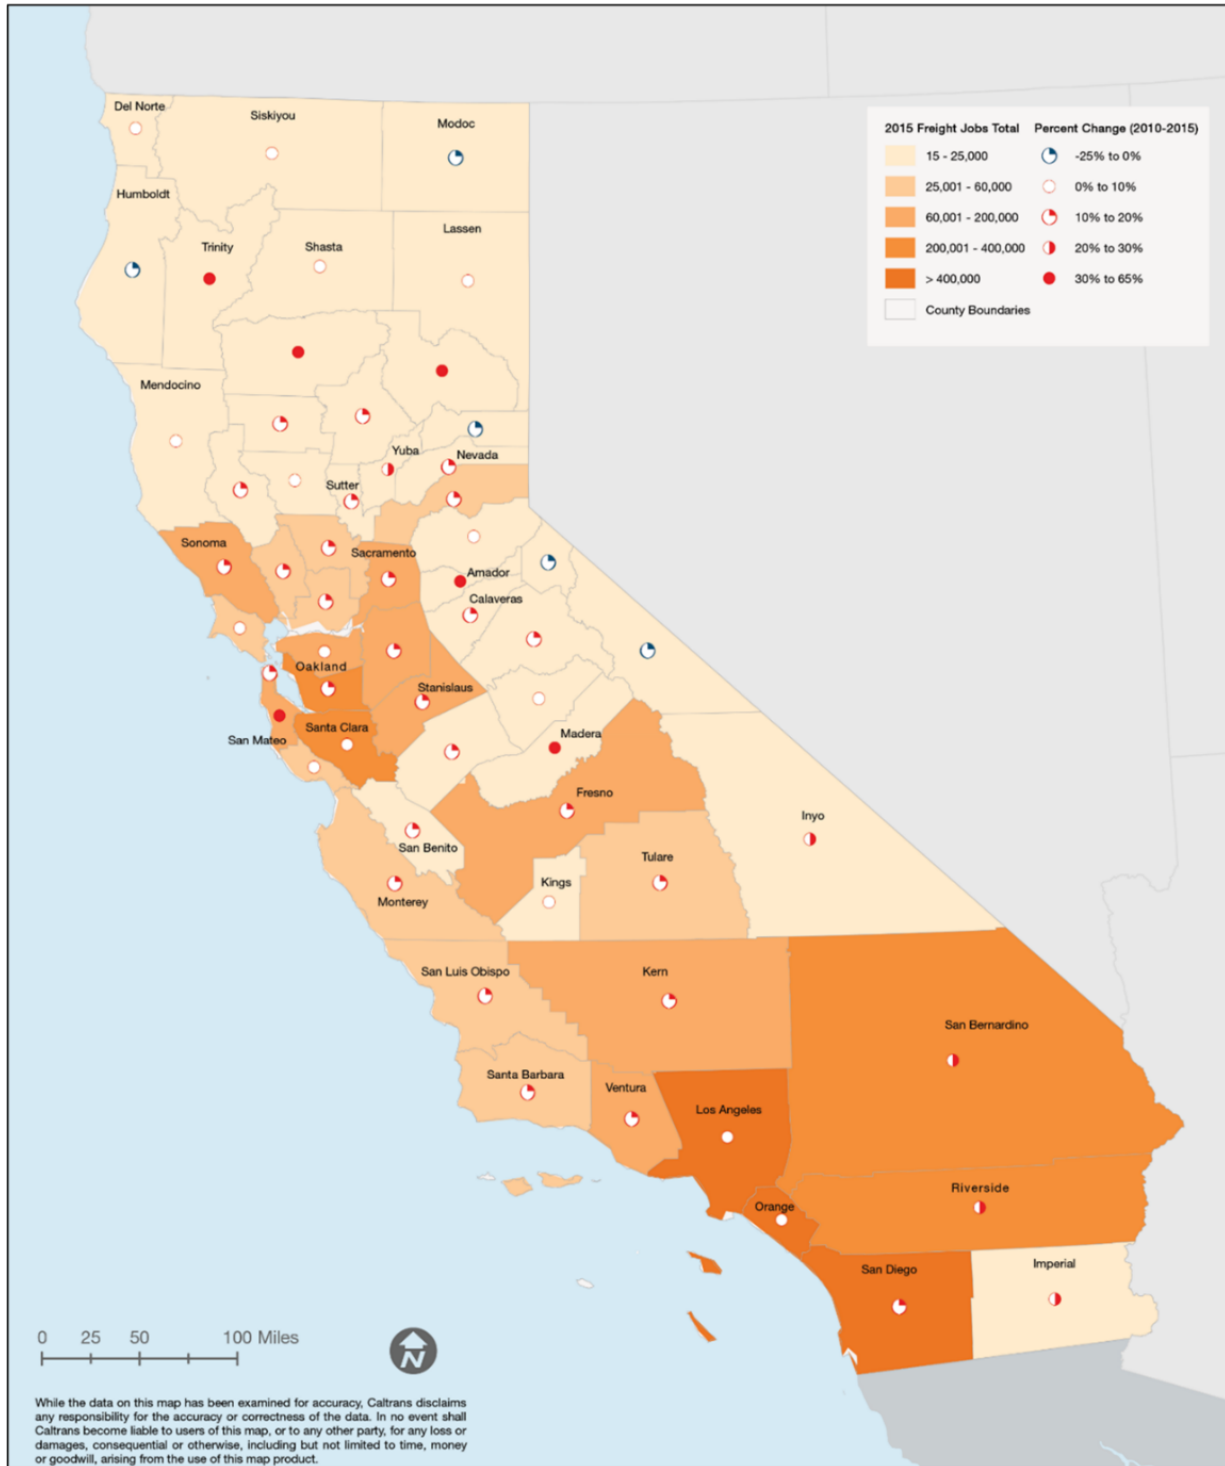 Del Norte
Siskiyou
Modoc
Humboldt
Trinity
Shasta
Lassen
Mendocino
Yuba
Nevada
Sutter
Sonoma
Sacramento
Amador
Calaveras
Oakland
Stanislaus
Santa Clara
San Mateo
Madera
Fresno
Inyo
San Benito
Tulare
Kings
Monterey
San Luis Obispo
Kern
San Bernardino
Santa Barbara
Ventura
Los Angeles
Riverside
Orange
San Diego
Imperial
2015 Freight Jobs Total Percent Change (2010-2015)
15 - 25,000 -25% to 0%
25,001 - 60,000 0% to 10%
60,001 - 200,000 10% to 20%
200,001 - 400,000 20% to 30%
> 400,000 30% to 65%
County Boundaries
0 25 50 100 Miles
N
While the data on this map has been examined for accuracy, Caltrans disclaims
any responsibility for the accuracy or correctness of the data. In no event shall
Caltrans become liable to users of this map, or to any other party, for any loss or
damages, consequential or otherwise, including but not limited to time, money
or goodwill, arising from the use of this map product.